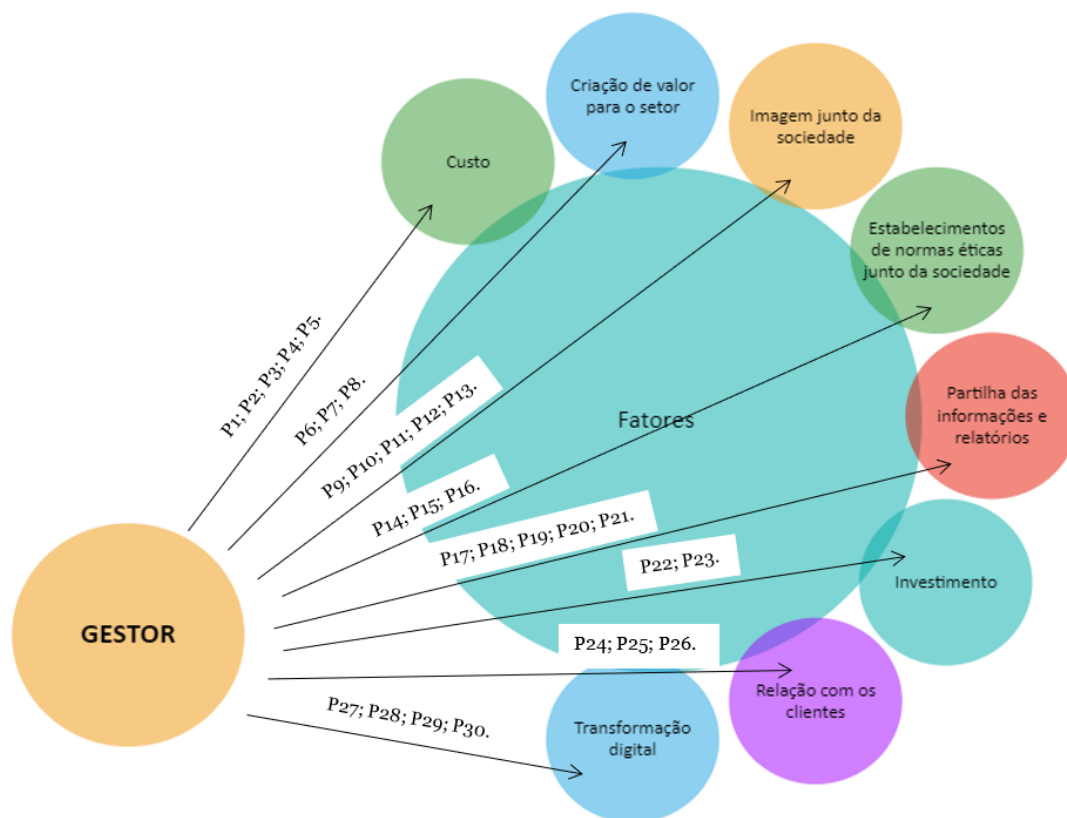 Criação de valor
para o setor
Imagem junto da
sociedade
Custo
Estabelecimentos
de normas éticas
junto da sociedade
P1; P2; P3; P4; P5.
P6; P7; P8.
P9; P10; P11; P12; P13.
Fatores
Partilha das
informações e
relatórios
P14; P15; P16.
P17; P18; P19; P20; P21.
P22; P23.
Investimento
GESTOR
P24; P25; P26.
Relação com os
clientes
P27; P28; P29; P30.
Transformação
digital